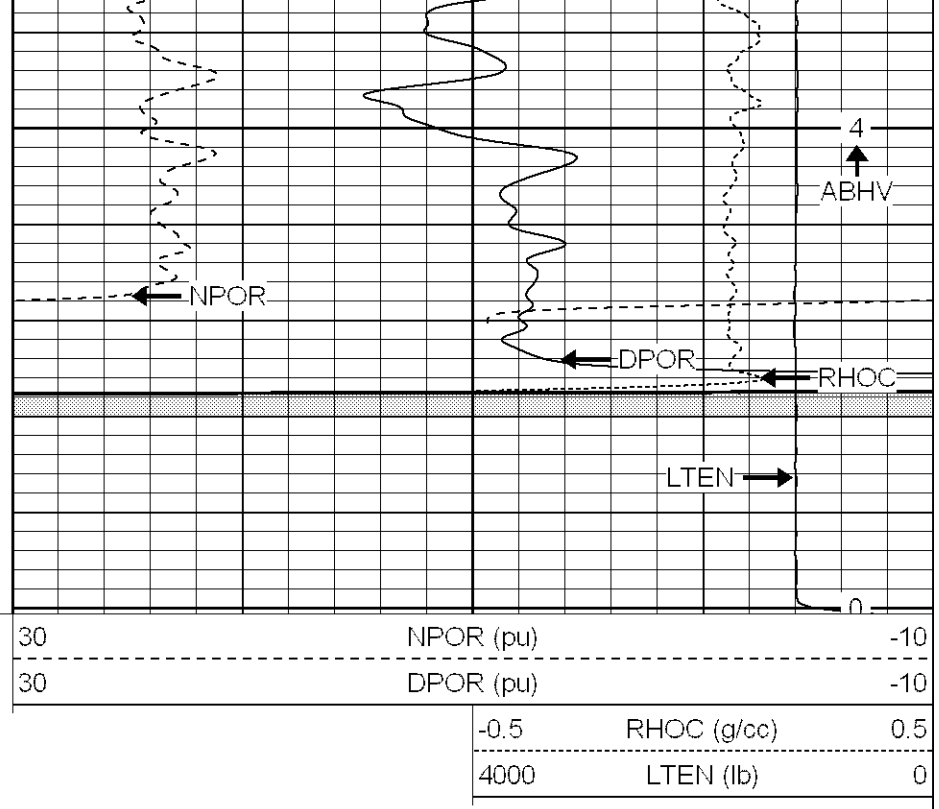 4
ABHV
NPOR
DPOR
RHOC
LTEN
0
30 NPOR (pu) -10
30 DPOR (pu) -10
-0.5 RHOC (g/cc) 0.5
4000 LTEN (lb) 0